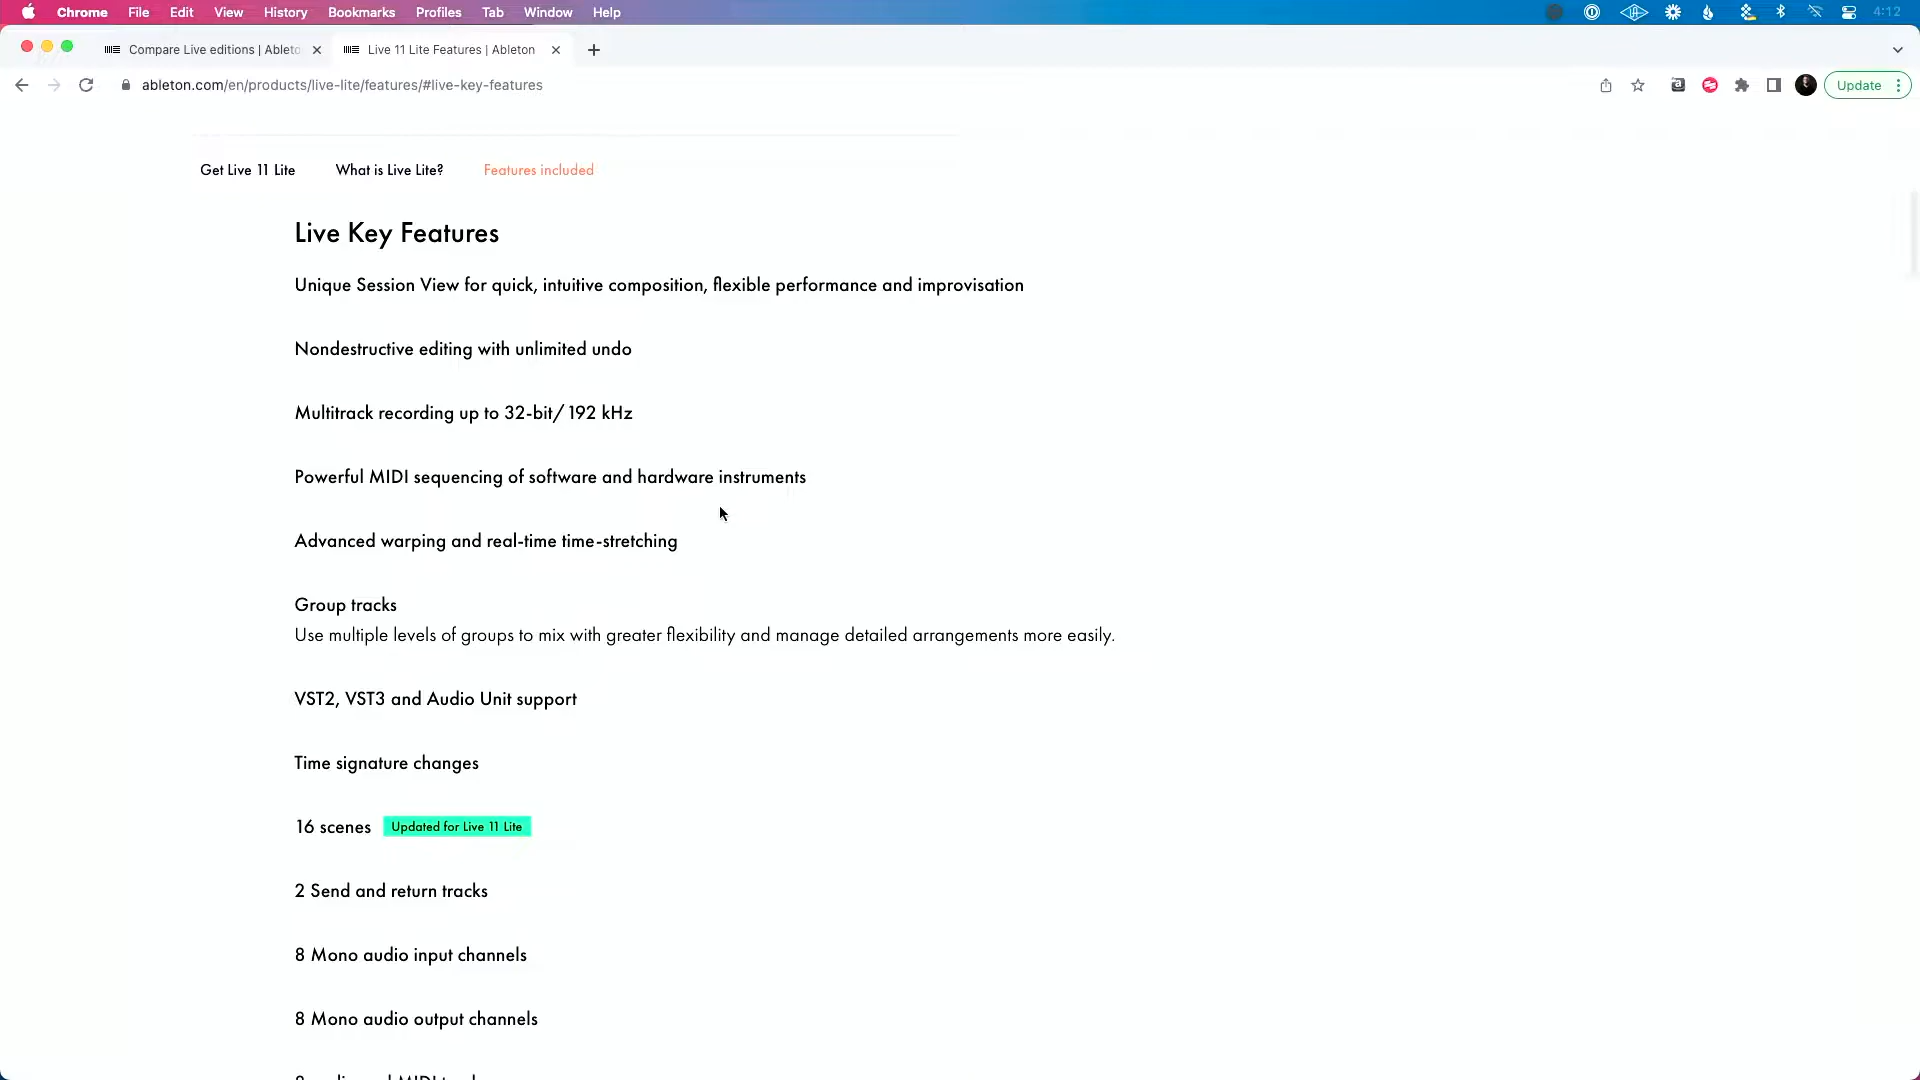 Chrome File Edit View History Bookmarks Profiles Tab Window Help 4:12
Compare Live editions | Ableto
Live 11 Lite Features | Ableton
ableton.com/en/products/live-lite/features/#live-key-features
Update
Get Live 11 Lite What is Live Lite? Features included
Live Key Features
Unique Session View for quick, intuitive composition, flexible performance and improvisation
Nondestructive editing with unlimited undo
Multitrack recording up to 32-bit/192 kHz
Powerful MIDI sequencing of software and hardware instruments
Advanced warping and real-time time-stretching
Group tracks
Use multiple levels of groups to mix with greater flexibility and manage detailed arrangements more easily.
VST2, VST3 and Audio Unit support
Time signature changes
16 scenes Updated for Live 11 Lite
2 Send and return tracks
8 Mono audio input channels
8 Mono audio output channels